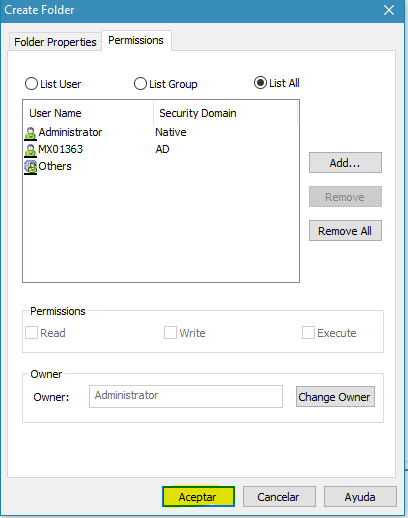 Create Folder
Folder Properties Permissions
List User List Group List All
User Name Security Domain
Administrator Native
MX01363 AD
Others
Add...
Remove
Remove All
Permissions
Read Write Execute
Owner
Owner: Administrator Change Owner
Aceptar Cancelar Ayuda